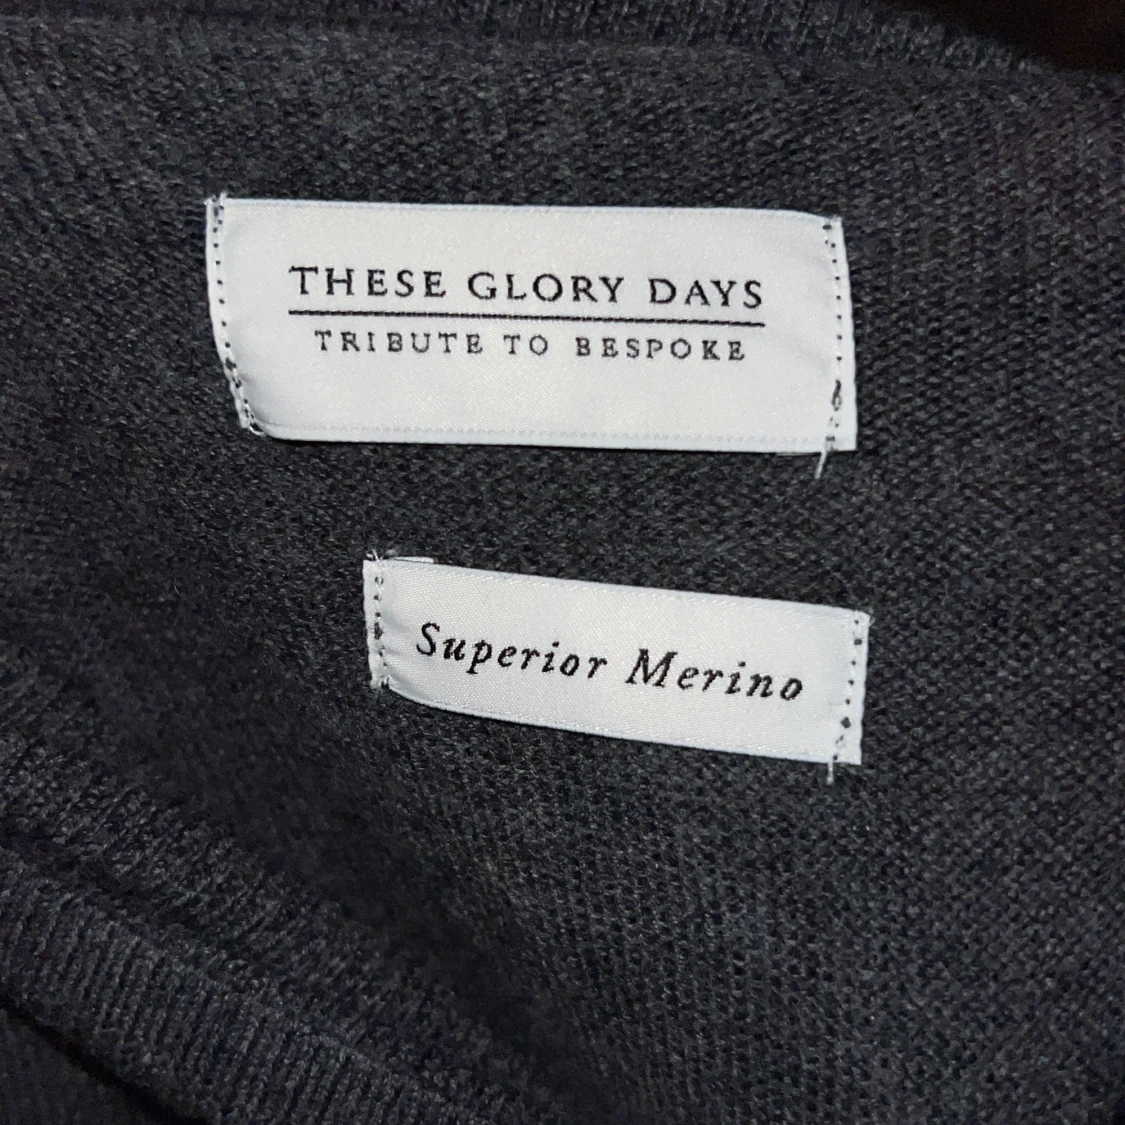 THESE GLORY DAYS
TRIBUTE TO BESPOKE
Superior Merino